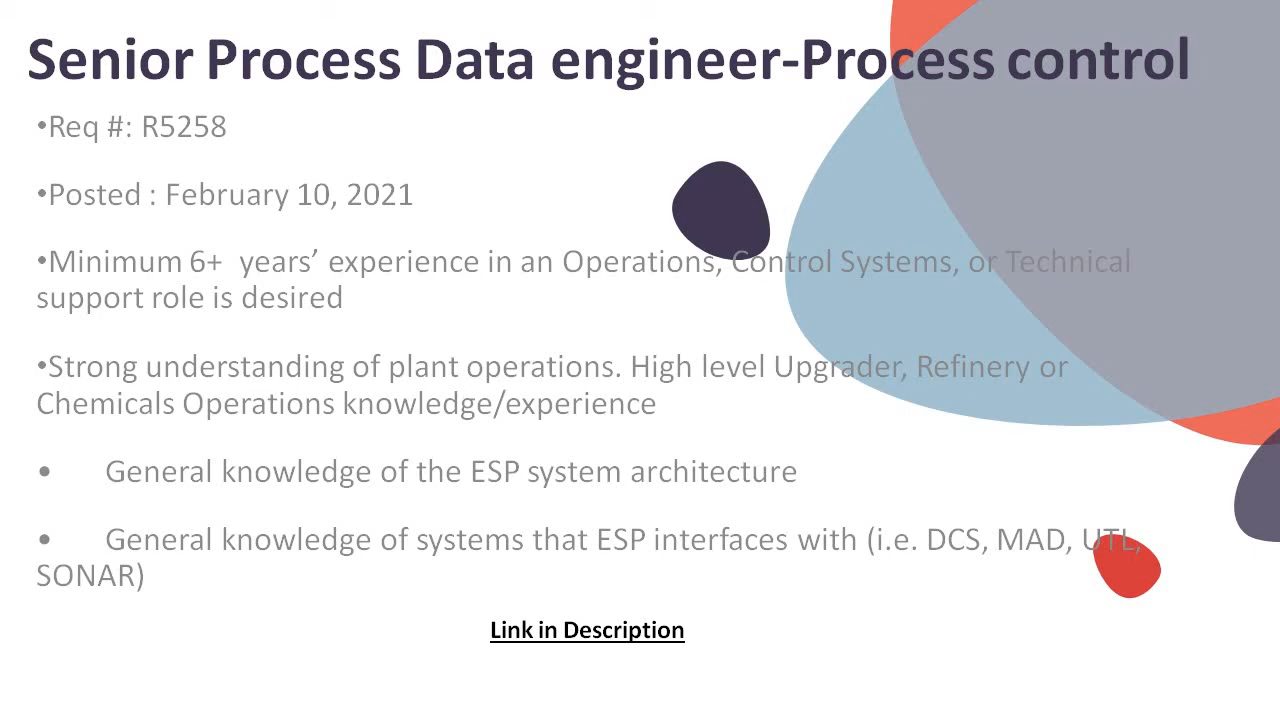 Senior Process Data engineer-Process control
•Req #: R5258
•Posted : February 10, 2021
•Minimum 6+  years’ experience in an Operations, Control Systems, or Technical
support role is desired
•Strong understanding of plant operations. High level Upgrader, Refinery or
Chemicals Operations knowledge/experience
• General knowledge of the ESP system architecture
• General knowledge of systems that ESP interfaces with (i.e. DCS, MAD, UTL,
SONAR)
Link in Description